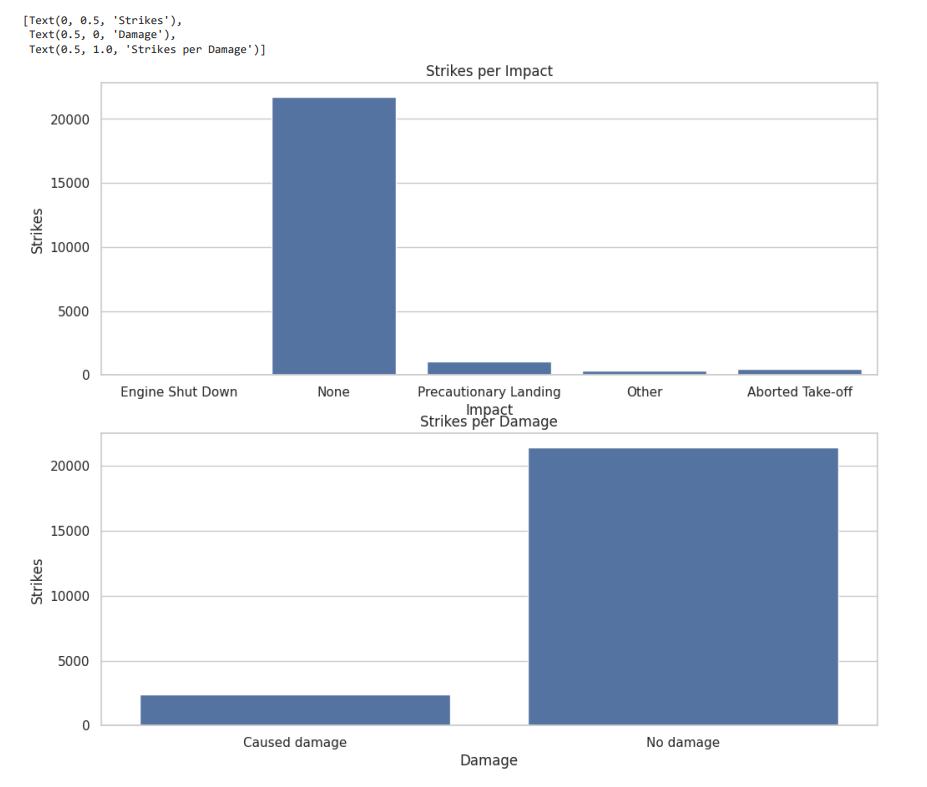 [Text(0, 0.5, 'Strikes'),
Text(0.5, 0, 'Damage'),
Text(0.5, 1.0, 'Strikes per Damage')]
Strikes per Impact
20000
15000
10000
5000
0
Strikes
Engine Shut Down None Precautionary Landing Other Aborted Take-off
Impact
Strikes per Damage
20000
15000
10000
5000
0
Strikes
Caused damage No damage
Damage